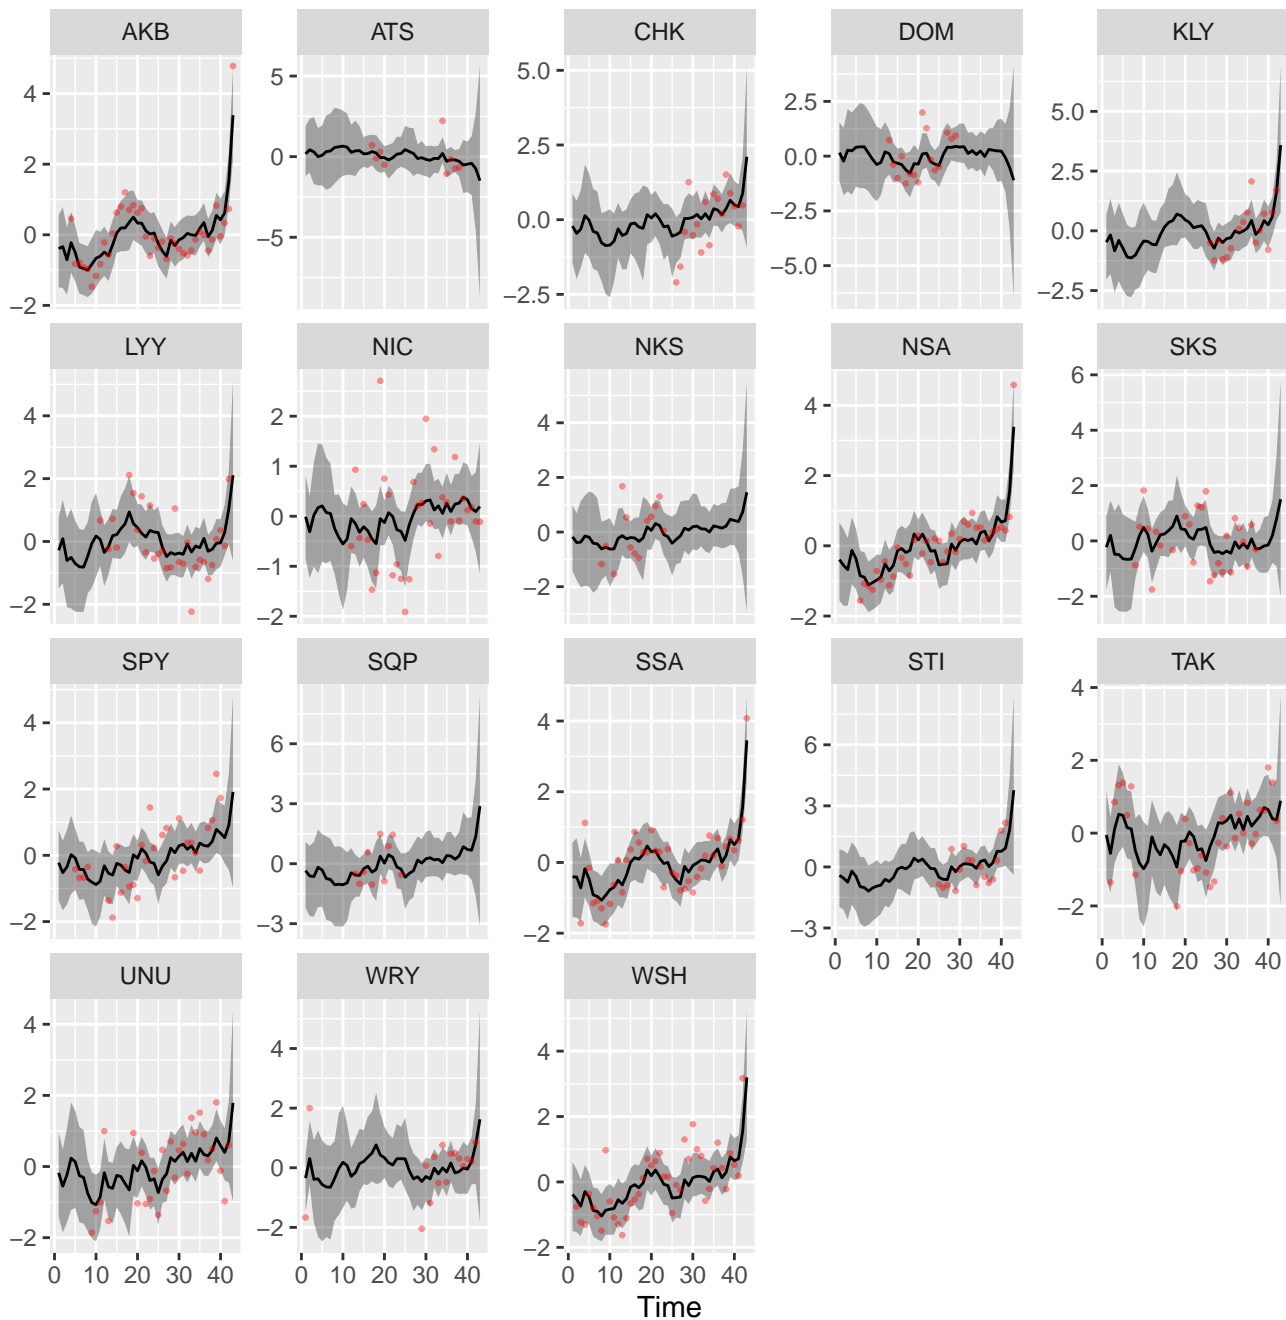 AKB ATS CHK DOM KLY
4 2 0 −2
5 0 −5
5.0 2.5 0.0 −2.5
2.5 0.0 −2.5 −5.0
5.0 2.5 0.0 −2.5
LYY NIC NKS NSA SKS
4 2 0 −2
2 1 0 −1 −2
4 2 0 −2
4 2 0 −2
6 4 2 0 −2
SPY SQP SSA STI TAK
4 2 0 −2
6 3 0 −3
4 2 0 −2
6 3 0 −3
4 2 0 −2
0 10 20 30 40 0 10 20 30 40
UNU WRY WSH
4 2 0 −2
4 2 0 −2
4 2 0 −2
0 10 20 30 40 0 10 20 30 40 0 10 20 30 40
Time